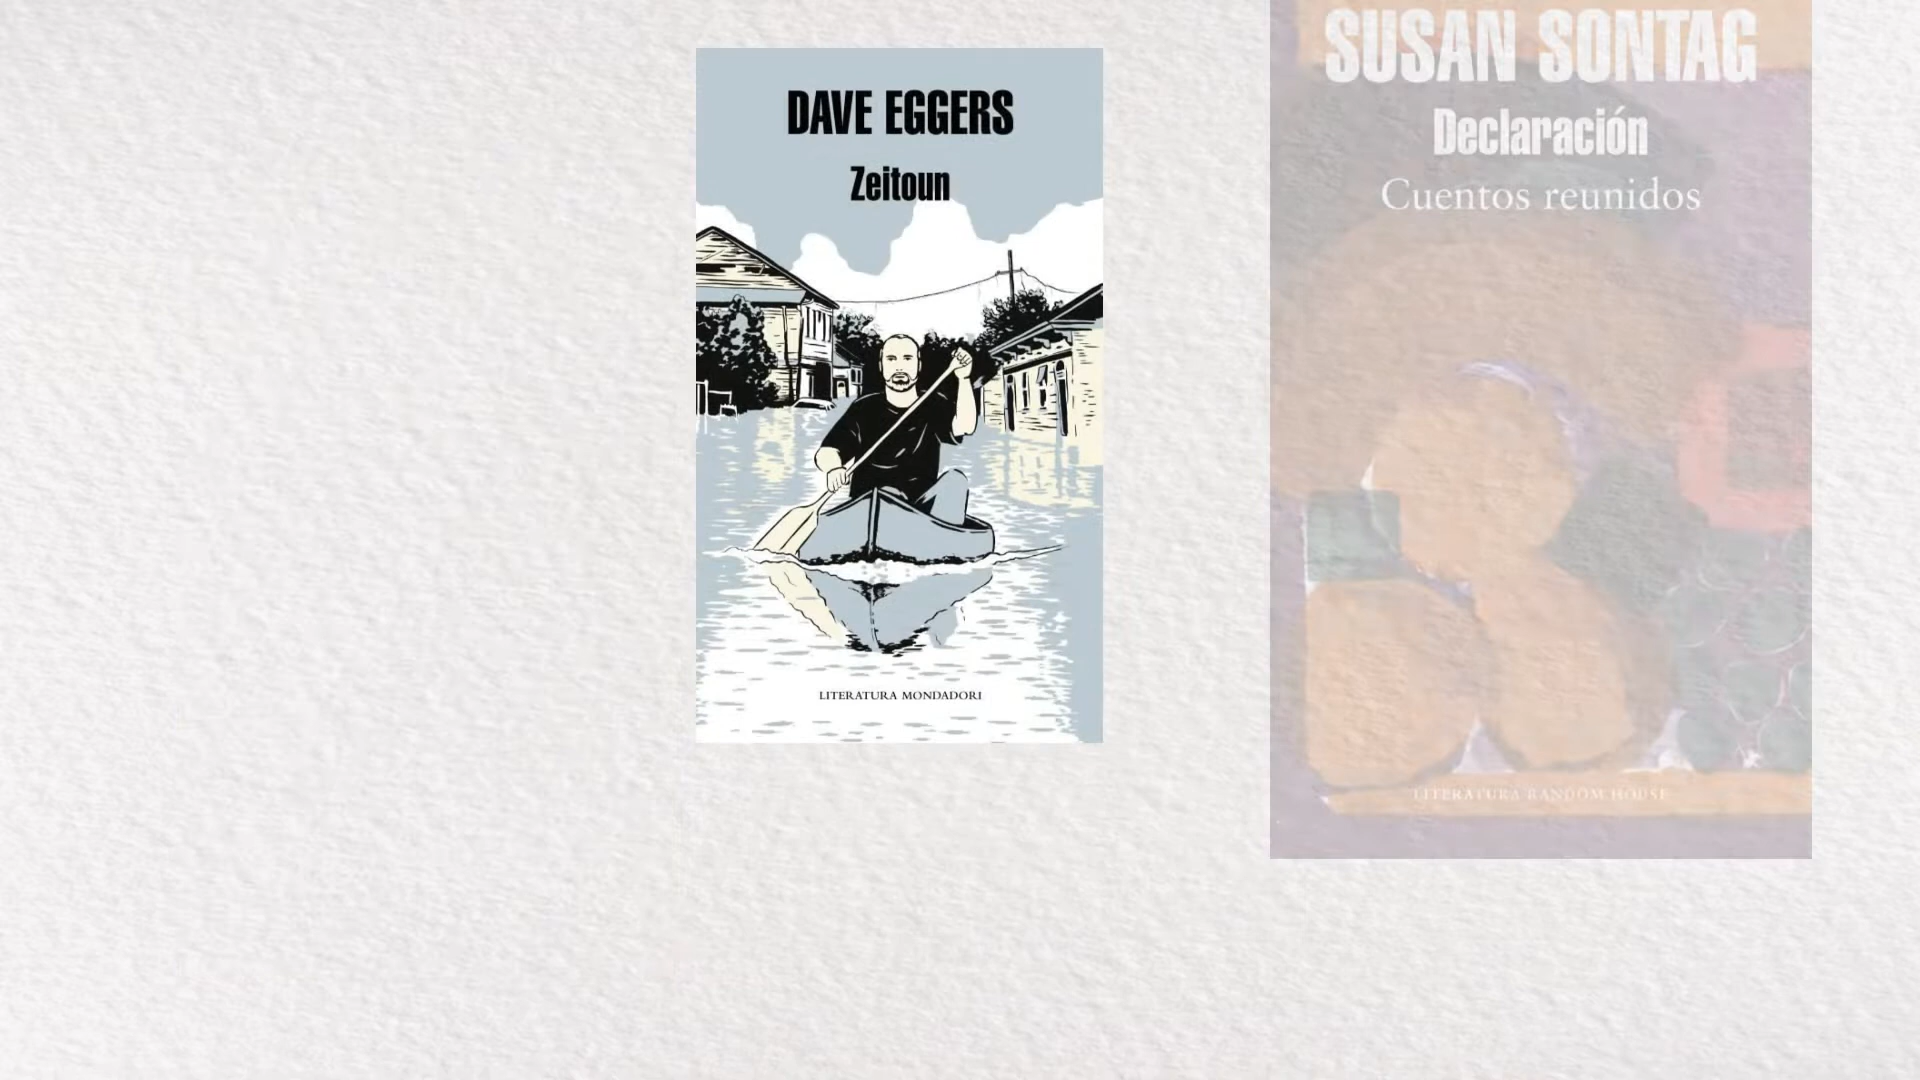 DAVE EGGERS
Zeitoun
LITERATURA MONDADORI
SUSAN SONTAG
Declaración
Cuentos reunidos
LITERATURA RANDOM HOUSE